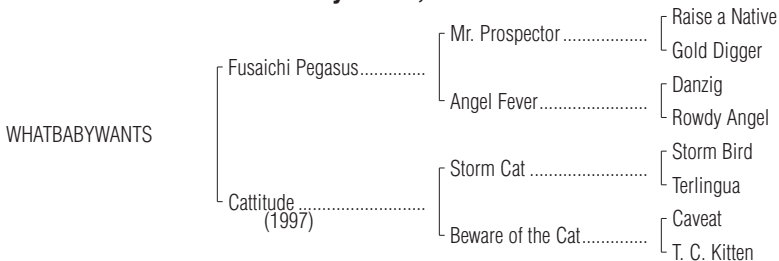 Raise a Native
Mr. Prospector ..................
Gold Digger
Fusaichi Pegasus..............
Danzig
Angel Fever.......................
Rowdy Angel
WHATBABYWANTS
Storm Bird
Storm Cat .........................
Terlingua
Cattitude ...........................
(1997)
Caveat
Beware of the Cat..............
T. C. Kitten